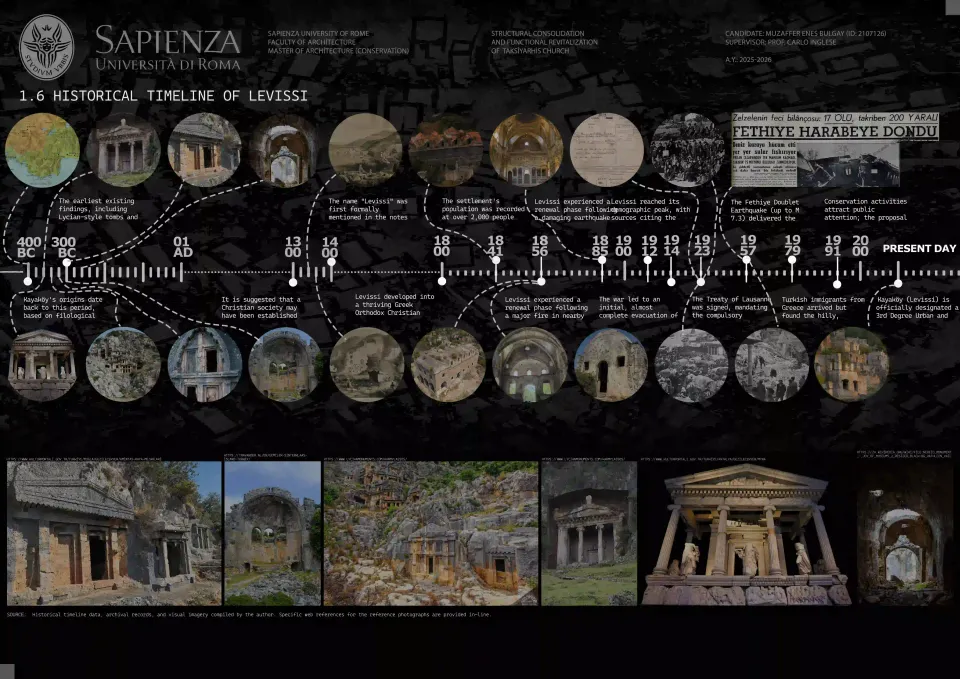 SAPIENZA
UNIVERSITÀ DI ROMA
STVDIVM VRBIS
SAPIENZA UNIVERSITY OF ROME
FACULTY OF ARCHITECTURE
MASTER OF ARCHITECTURE (CONSERVATION)
STRUCTURAL CONSOLIDATION
AND FUNCTIONAL REVITALIZATION
OF TAKSIYARHIS CHURCH
CANDIDATE: MUZAFFER ENES BULGAY (ID: 2107126)
SUPERVISOR: PROF. CARLO INGLESE
A.Y.: 2025-2026
1.6 HISTORICAL TIMELINE OF LEVISSI
Zelzelenin feci bilânçosu: 17 ÖLÜ, takriben 200 YARALI
FETHIYE HARABEYE DONDU
The earliest existing
findings, including
Lycian-style tombs and
The name "Levissi" was
first formally
mentioned in the notes
The settlement's
population was recorded
at over 2,000 people
Levissi experienced a
renewal phase following
a damaging earthquake
Levissi reached its
demographic peak, with
sources citing the
The Fethiye Doublet
Earthquake (up to M
7.3) delivered the
Conservation activities
attract public
attention; the proposal
400
BC
300
BC
01
AD
13
00
14
00
18
00
18
41
18
56
18
85
19
00
19
12
19
14
19
23
19
57
19
79
19
91
20
00
PRESENT DAY
Kayaköy's origins date
back to this period,
based on filological
It is suggested that a
Christian society may
have been established
Levissi developed into
a thriving Greek
Orthodox Christian
Levissi experienced a
renewal phase following
a major fire in nearby
The war led to an
initial, almost
complete evacuation of
The Treaty of Lausanne
was signed, mandating
the compulsory
Turkish immigrants from
Greece arrived but
found the hilly,
Kayaköy (Levissi) is
officially designated a
3rd Degree Urban and
SOURCE: Historical timeline data, archival records, and visual imagery compiled by the author. Specific web references for the reference photographs are provided in-line.